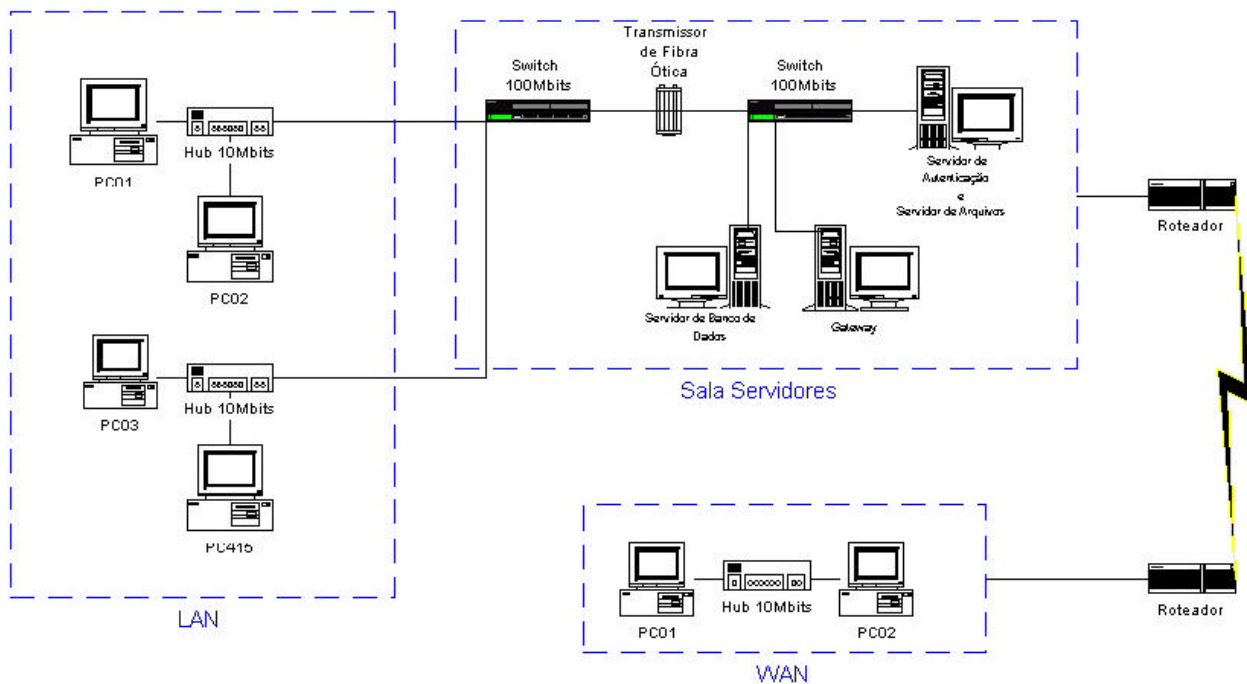 Transmissor
de Fibra
Ótica
Switch
100Mbits
Switch
100Mbits
Hub 10Mbits
PC01
PC02
Servidor de
Autenticação
e
Servidor de Arquivos
Roteador
Servidor de Banco de
Dados
Gateway
PC03
Hub 10Mbits
PC415
Sala Servidores
LAN
PC01
Hub 10Mbits
PC02
Roteador
WAN